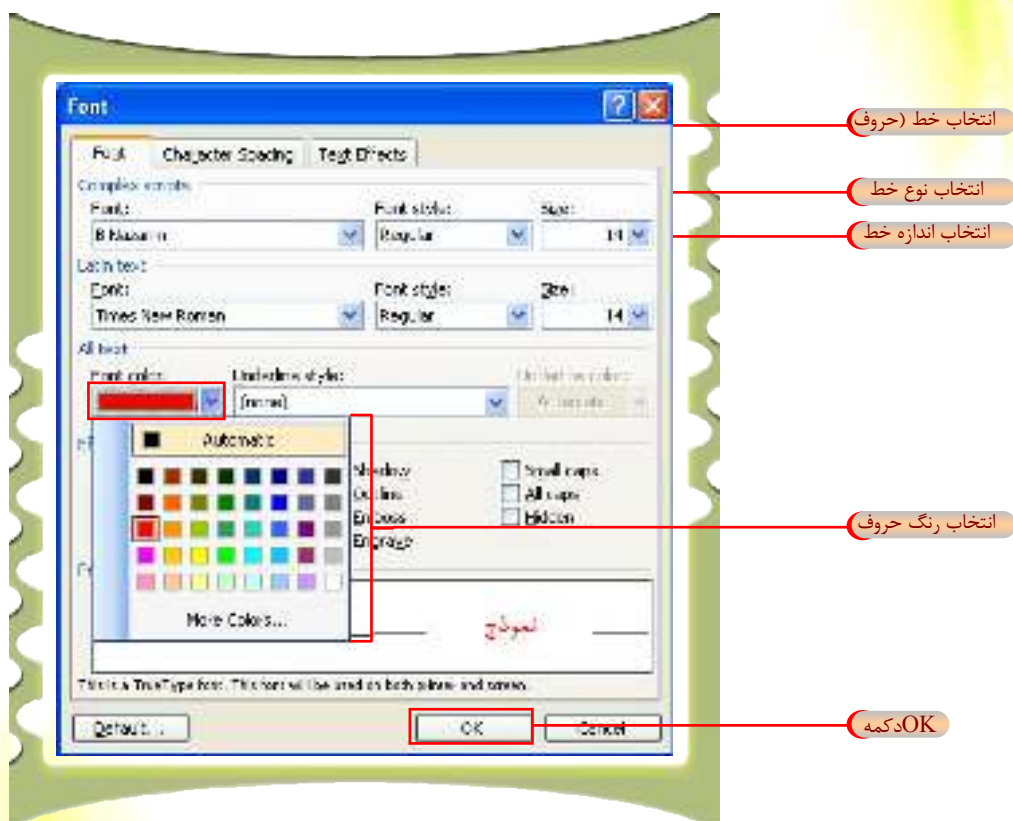 Font
Font Character Spacing Text Effects
Complex scripts
Font: Font style: Size:
B Nazanin Regular 14
Latin text
Font: Font style: Size:
Times New Roman Regular 14
All text
Font color: Underline style: Underline color:
(none) Automatic
Automatic
Shadow Small caps
Outline All caps
Emboss Hidden
Engrave
More Colors...
نموذج
This is a TrueType font. This font will be used on both printer and screen.
Default... OK Cancel
انتخاب خط (حروف
انتخاب نوع خط
انتخاب اندازه خط
انتخاب رنگ حروف
دکمهOK